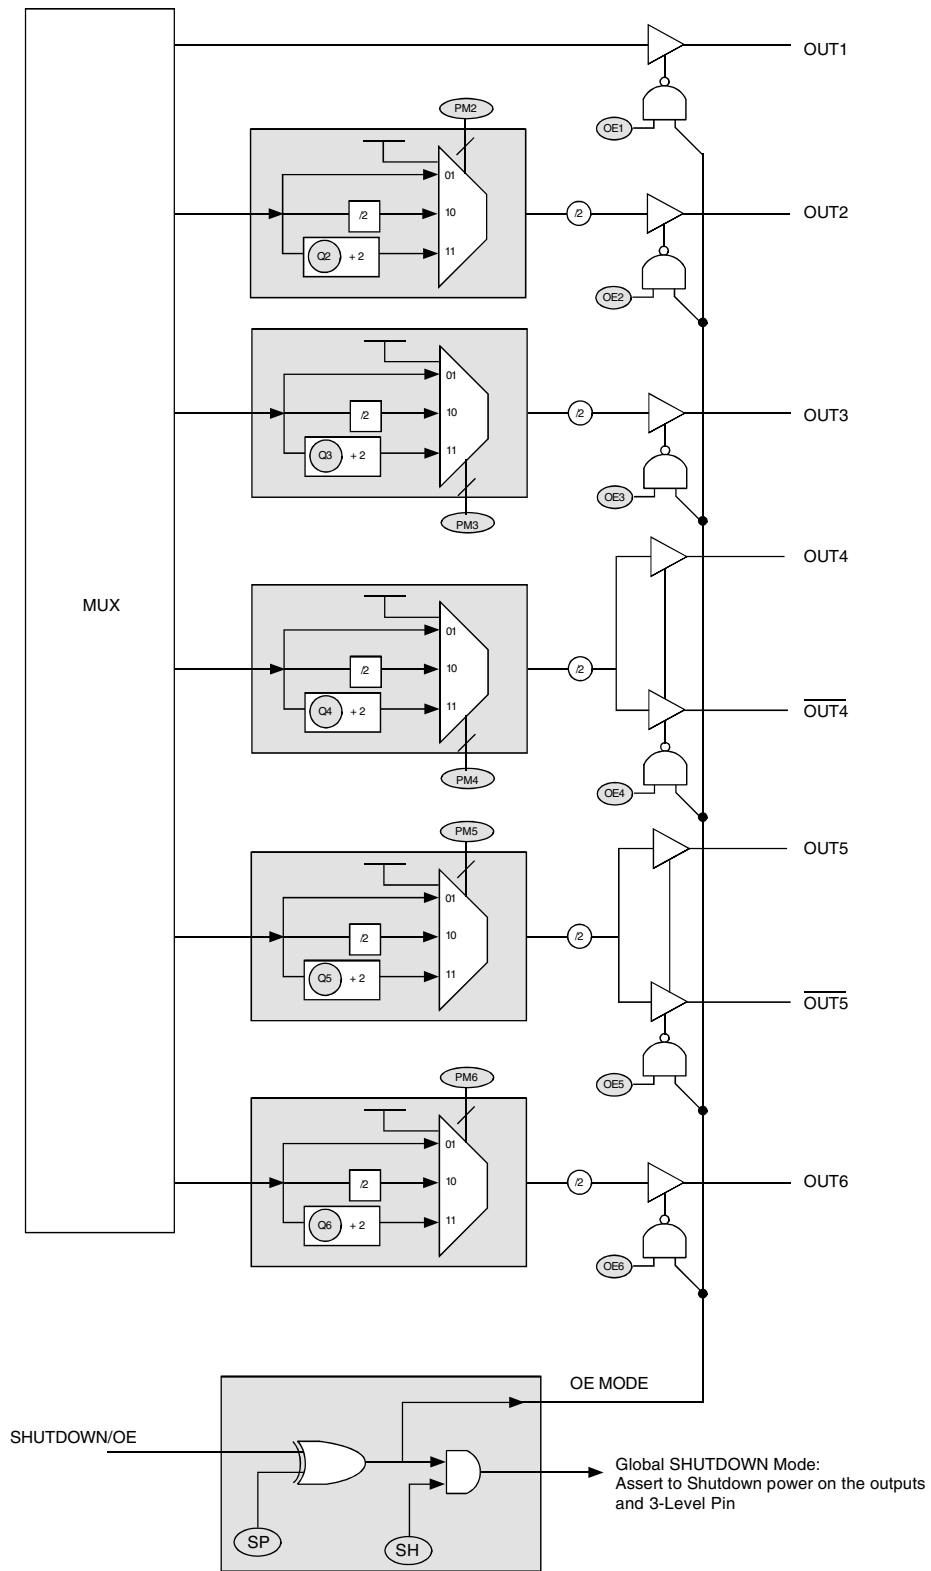 OUT1
PM2
OE1
01
/2
10
/2
OUT2
Q2 + 2
11
OE2
01
/2
10
/2
OUT3
Q3 + 2
11
OE3
PM3
OUT4
MUX
01
/2
10
/2
Q4 + 2
11
OUT4
PM4
OE4
PM5
OUT5
01
/2
10
/2
Q5 + 2
11
OUT5
PM6
OE5
01
/2
10
/2
OUT6
Q6 + 2
11
OE6
OE MODE
SHUTDOWN/OE
Global SHUTDOWN Mode:
Assert to Shutdown power on the outputs
and 3-Level Pin
SP
SH